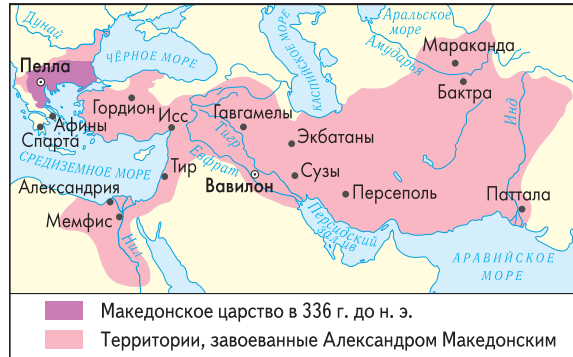 Дунай
ЧЁРНОЕ МОРЕ
КАСПИЙСКОЕ МОРЕ
Аральское
море
Амударья
Мараканда
Пелла
Бактра
Гордион
Исс
Гавгамелы
Инд
Афины
Спарта
Тигр
Экбатаны
СРЕДИЗЕМНОЕ МОРЕ
Тир
Евфрат
Сузы
Вавилон
Александрия
Персеполь
Паттала
Мемфис
Персидский
залив
Нил
АРАВИЙСКОЕ
МОРЕ
Македонское царство в 336 г. до н. э.
Территории, завоеванные Александром Македонским